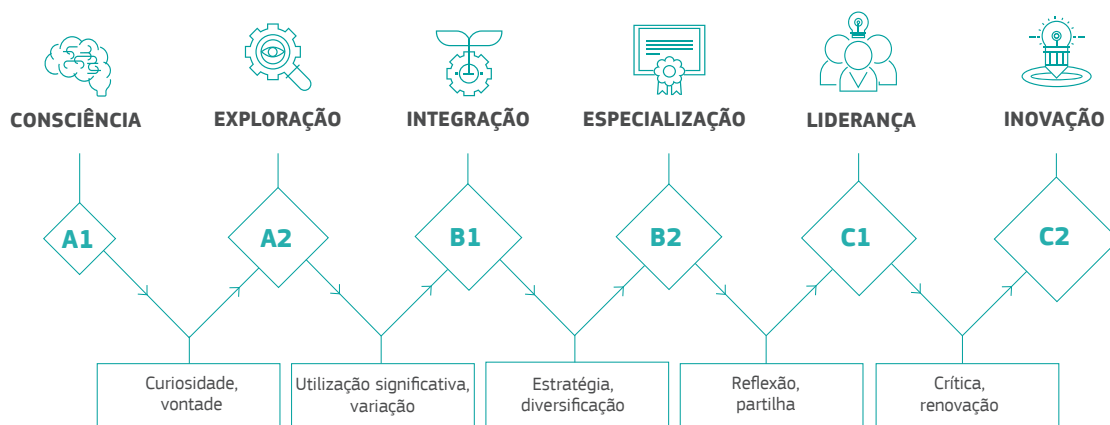 CONSCIÊNCIA
EXPLORAÇÃO
INTEGRAÇÃO
ESPECIALIZAÇÃO
LIDERANÇA
INOVAÇÃO
A1
A2
B1
B2
C1
C2
Curiosidade,
vontade
Utilização significativa,
variação
Estratégia,
diversificação
Reflexão,
partilha
Crítica,
renovação